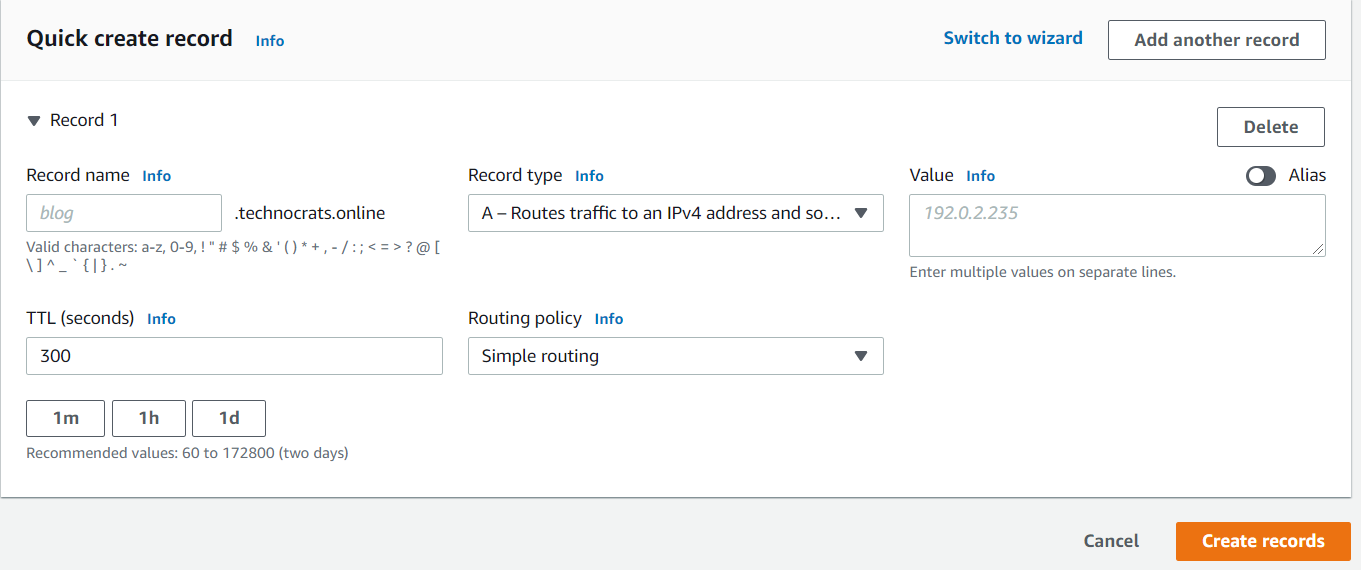 Quick create record Info Switch to wizard Add another record
Record 1 Delete
Record name Info Record type Info Value Info Alias
blog .technocrats.online A – Routes traffic to an IPv4 address and so... 192.0.2.235
Valid characters: a-z, 0-9, ! " # $ % & ' ( ) * + , - / : ; < = > ? @ [
\ ] ^ _ ` { | } . ~
Enter multiple values on separate lines.
TTL (seconds) Info Routing policy Info
300 Simple routing
1m 1h 1d
Recommended values: 60 to 172800 (two days)
Cancel Create records